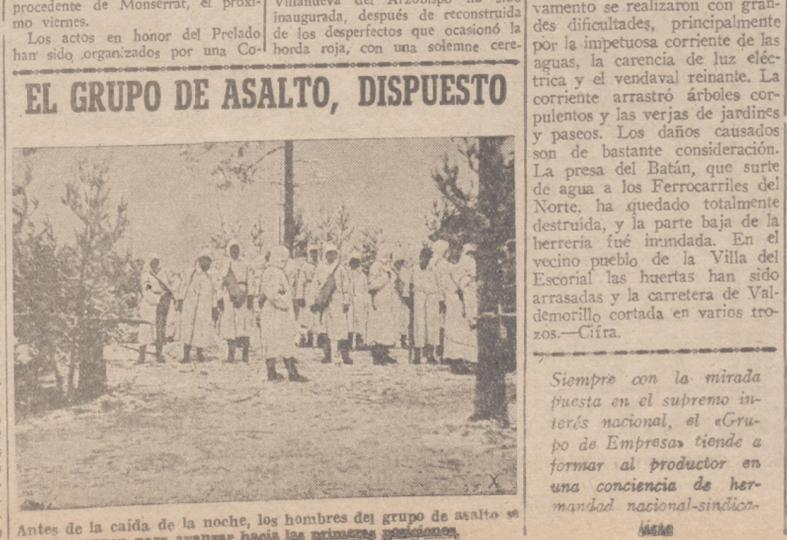 procedente de Monserrat, el próxi-
mo viernes.
Los actos en honor del Prelado
han sido organizados por una Co-
Villanueva del Arzobispo ha sido
inaugurada, después de reconstruida
de los desperfectos que ocasionó la
horda roja, con una solemne cere-
EL GRUPO DE ASALTO, DISPUESTO
X
Antes de la caída de la noche, los hombres del grupo de asalto se
para avanzar hacia las primeras posiciones.
vamento se realizaron con gran-
des dificultades, principalmente
por la impetuosa corriente de las
aguas, la carencia de luz eléc-
trica y el vendaval reinante. La
corriente arrastró árboles cor-
pulentos y las verjas de jardines
y paseos. Los daños causados
son de bastante consideración.
La presa del Batán, que surte
de agua a los Ferrocarriles del
Norte, ha quedado totalmente
destruída, y la parte baja de la
herrería fué inundada. En el
vecino pueblo de la Villa del
Escorial las huertas han sido
arrasadas y la carretera de Val-
demorillo cortada en varios tro-
zos.—Cifra.
Siempre con la mirada
puesta en el supremo in-
terés nacional, el «Gru-
po de Empresa» tiende a
formar al productor en
una conciencia de her-
mandad nacional-sindica-
lista